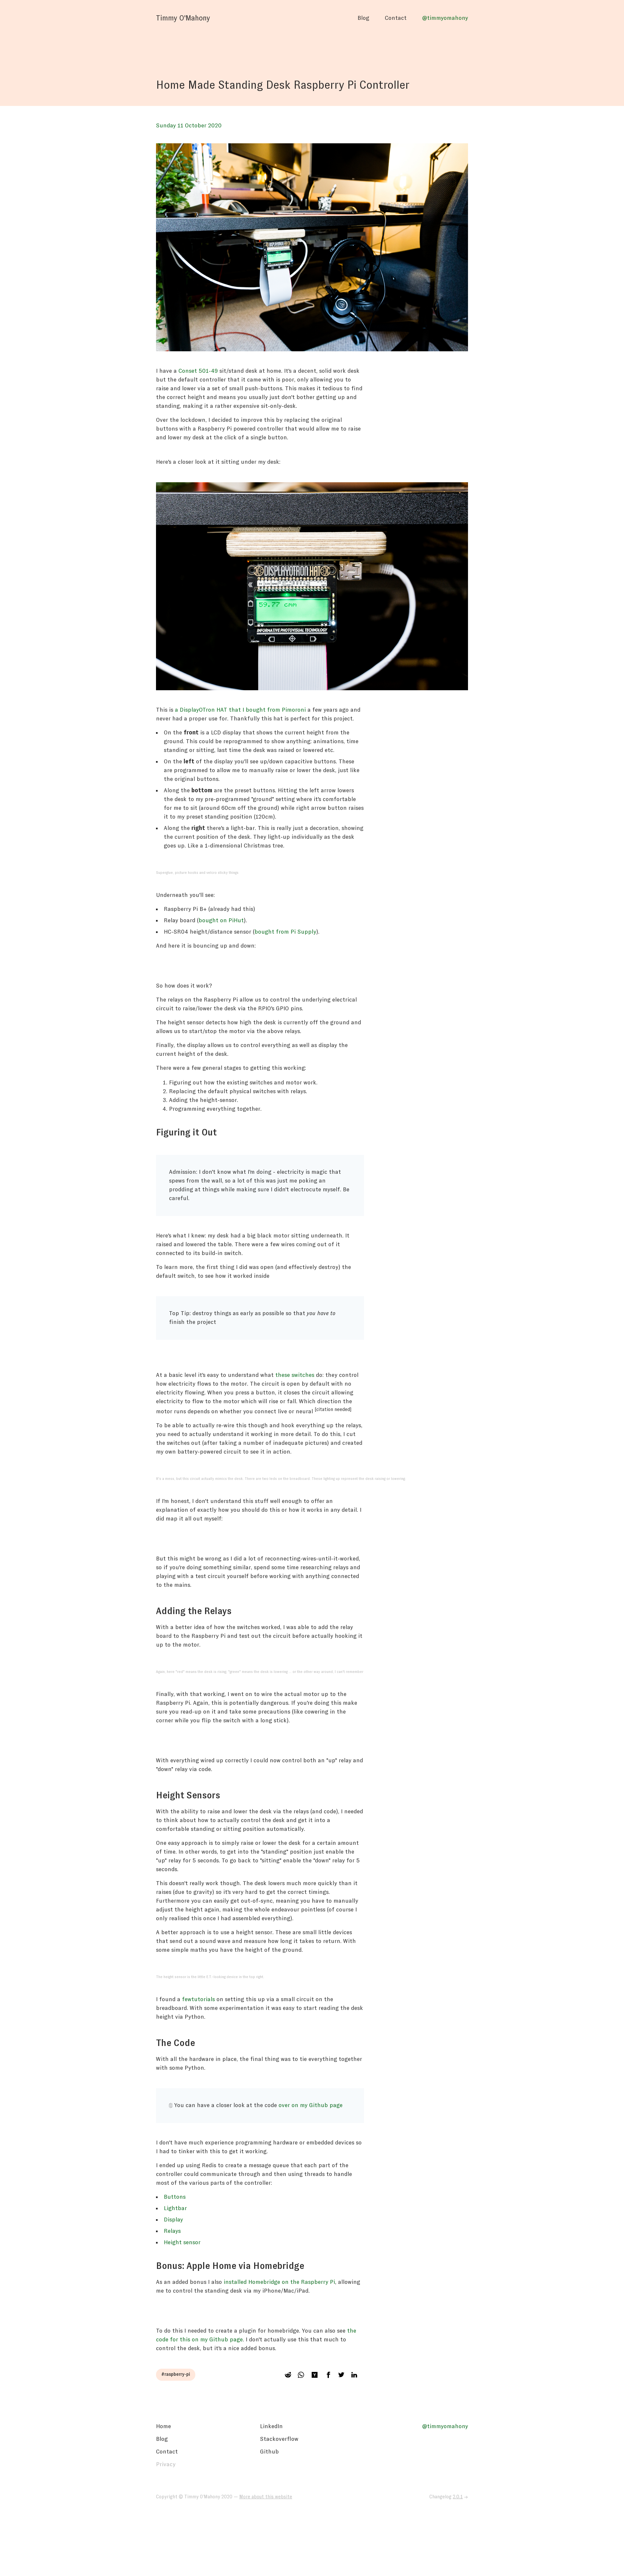 Timmy O'Mahony
Blog
Contact
@timmyomahony
Home Made Standing Desk Raspberry Pi Controller
Sunday 11 October 2020
I have a Conset 501-49 sit/stand desk at home. It's a decent, solid work desk
but the default controller that it came with is poor, only allowing you to
raise and lower via a set of small push-buttons. This makes it tedious to find
the correct height and means you usually just don't bother getting up and
standing, making it a rather expensive sit-only-desk.
Over the lockdown, I decided to improve this by replacing the original
buttons with a Raspberry Pi powered controller that would allow me to raise
and lower my desk at the click of a single button.
Here's a closer look at it sitting under my desk:
DISPLAYOTRON HAT
59.77 cm
INFORMATIVE PHOTOVISUAL TECHNOLOGY
This is a DisplayOTron HAT that I bought from Pimoroni a few years ago and
never had a proper use for. Thankfully this hat is perfect for this project.
• On the front is a LCD display that shows the current height from the
ground. This could be reprogrammed to show anything: animations, time
standing or sitting, last time the desk was raised or lowered etc.
• On the left of the display you'll see up/down capacitive buttons. These
are programmed to allow me to manually raise or lower the desk, just like
the original buttons.
• Along the bottom are the preset buttons. Hitting the left arrow lowers
the desk to my pre-programmed "ground" setting where it's comfortable
for me to sit (around 60cm off the ground) while right arrow button raises
it to my preset standing position (120cm).
• Along the right there's a light-bar. This is really just a decoration, showing
the current position of the desk. They light-up individually as the desk
goes up. Like a 1-dimensional Christmas tree.
Underneath you'll see:
• Raspberry Pi B+ (already had this)
• Relay board (bought on PiHut).
• HC-SR04 height/distance sensor (bought from Pi Supply).
And here it is bouncing up and down:
So how does it work?
The relays on the Raspberry Pi allow us to control the underlying electrical
circuit to raise/lower the desk via the RPIO's GPIO pins.
The height sensor detects how high the desk is currently off the ground and
allows us to start/stop the motor via the above relays.
Finally, the display allows us to control everything as well as display the
current height of the desk.
There were a few general stages to getting this working:
1. Figuring out how the existing switches and motor work.
2. Replacing the default physical switches with relays.
3. Adding the height-sensor.
4. Programming everything together.
Figuring it Out
Admission: I don't know what I'm doing - electricity is magic that
spews from the wall, so a lot of this was just me poking an
prodding at things while making sure I didn't electrocute myself. Be
careful.
Here's what I knew: my desk had a big black motor sitting underneath. It
raised and lowered the table. There were a few wires coming out of it
connected to its build-in switch.
To learn more, the first thing I did was open (and effectively destroy) the
default switch, to see how it worked inside
Top Tip: destroy things as early as possible so that you have to
finish the project
At a basic level it's easy to understand what these switches do: they control
how electricity flows to the motor. The circuit is open by default with no
electricity flowing. When you press a button, it closes the circuit allowing
electricity to flow to the motor which will rise or fall. Which direction the
motor runs depends on whether you connect live or neural [citation needed]
To be able to actually re-wire this though and hook everything up the relays,
you need to actually understand it working in more detail. To do this, I cut
the switches out (after taking a number of inadequate pictures) and created
my own battery-powered circuit to see it in action.
If I'm honest, I don't understand this stuff well enough to offer an
explanation of exactly how you should do this or how it works in any detail. I
did map it all out myself:
But this might be wrong as I did a lot of reconnecting-wires-until-it-worked,
so if you're doing something similar, spend some time researching relays and
playing with a test circuit yourself before working with anything connected
to the mains.
Adding the Relays
With a better idea of how the switches worked, I was able to add the relay
board to the Raspberry Pi and test out the circuit before actually hooking it
up to the motor.
Finally, with that working, I went on to wire the actual motor up to the
Raspberry Pi. Again, this is potentially dangerous. If you're doing this make
sure you read-up on it and take some precautions (like cowering in the
corner while you flip the switch with a long stick).
With everything wired up correctly I could now control both an "up" relay and
"down" relay via code.
Height Sensors
With the ability to raise and lower the desk via the relays (and code), I needed
to think about how to actually control the desk and get it into a
comfortable standing or sitting position automatically.
One easy approach is to simply raise or lower the desk for a certain amount
of time. In other words, to get into the "standing" position just enable the
"up" relay for 5 seconds. To go back to "sitting" enable the "down" relay for 5
seconds.
This doesn't really work though. The desk lowers much more quickly than it
raises (due to gravity) so it's very hard to get the correct timings.
Furthermore you can easily get out-of-sync, meaning you have to manually
adjust the height again, making the whole endeavour pointless (of course I
only realised this once I had assembled everything).
A better approach is to use a height sensor. These are small little devices
that send out a sound wave and measure how long it takes to return. With
some simple maths you have the height of the ground.
I found a fewtutorials on setting this up via a small circuit on the
breadboard. With some experimentation it was easy to start reading the desk
height via Python.
The Code
With all the hardware in place, the final thing was to tie everything together
with some Python.
You can have a closer look at the code over on my Github page
I don't have much experience programming hardware or embedded devices so
I had to tinker with this to get it working.
I ended up using Redis to create a message queue that each part of the
controller could communicate through and then using threads to handle
most of the various parts of the controller:
• Buttons
• Lightbar
• Display
• Relays
• Height sensor
Bonus: Apple Home via Homebridge
As an added bonus I also installed Homebridge on the Raspberry Pi, allowing
me to control the standing desk via my iPhone/Mac/iPad.
To do this I needed to create a plugin for homebridge. You can also see the
code for this on my Github page. I don't actually use this that much to
control the desk, but it's a nice added bonus.
#raspberry-pi
Home
Blog
Contact
Privacy
LinkedIn
Stackoverflow
Github
@timmyomahony
Copyright © Timmy O'Mahony 2020 — More about this website
Changelog